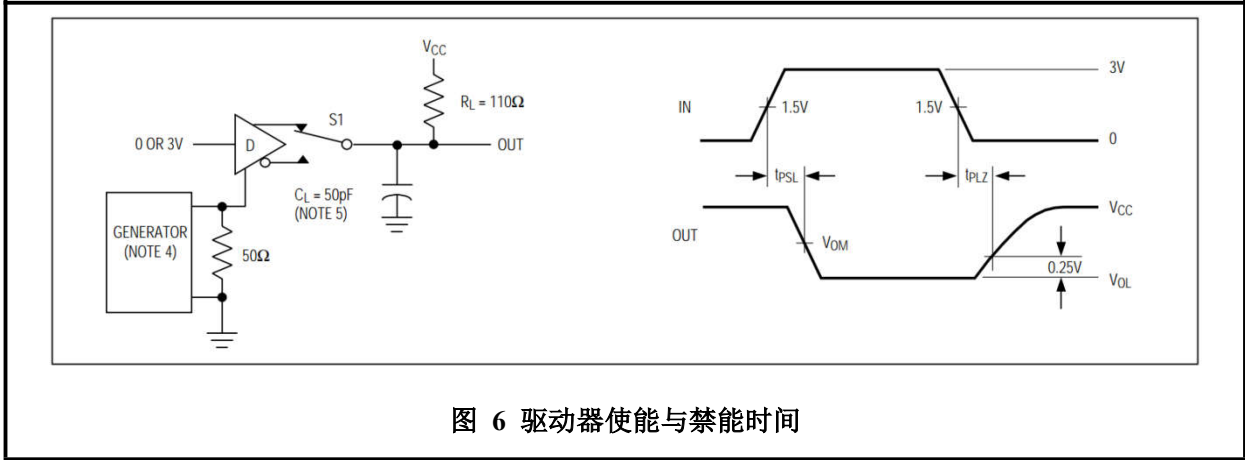 VCC
RL = 110Ω
S1
0 OR 3V
D
OUT
CL = 50pF
(NOTE 5)
GENERATOR
(NOTE 4)
50Ω
3V
IN
1.5V
1.5V
0
tPSL
tPLZ
VCC
OUT
VOM
0.25V
VOL
图 6 驱动器使能与禁能时间